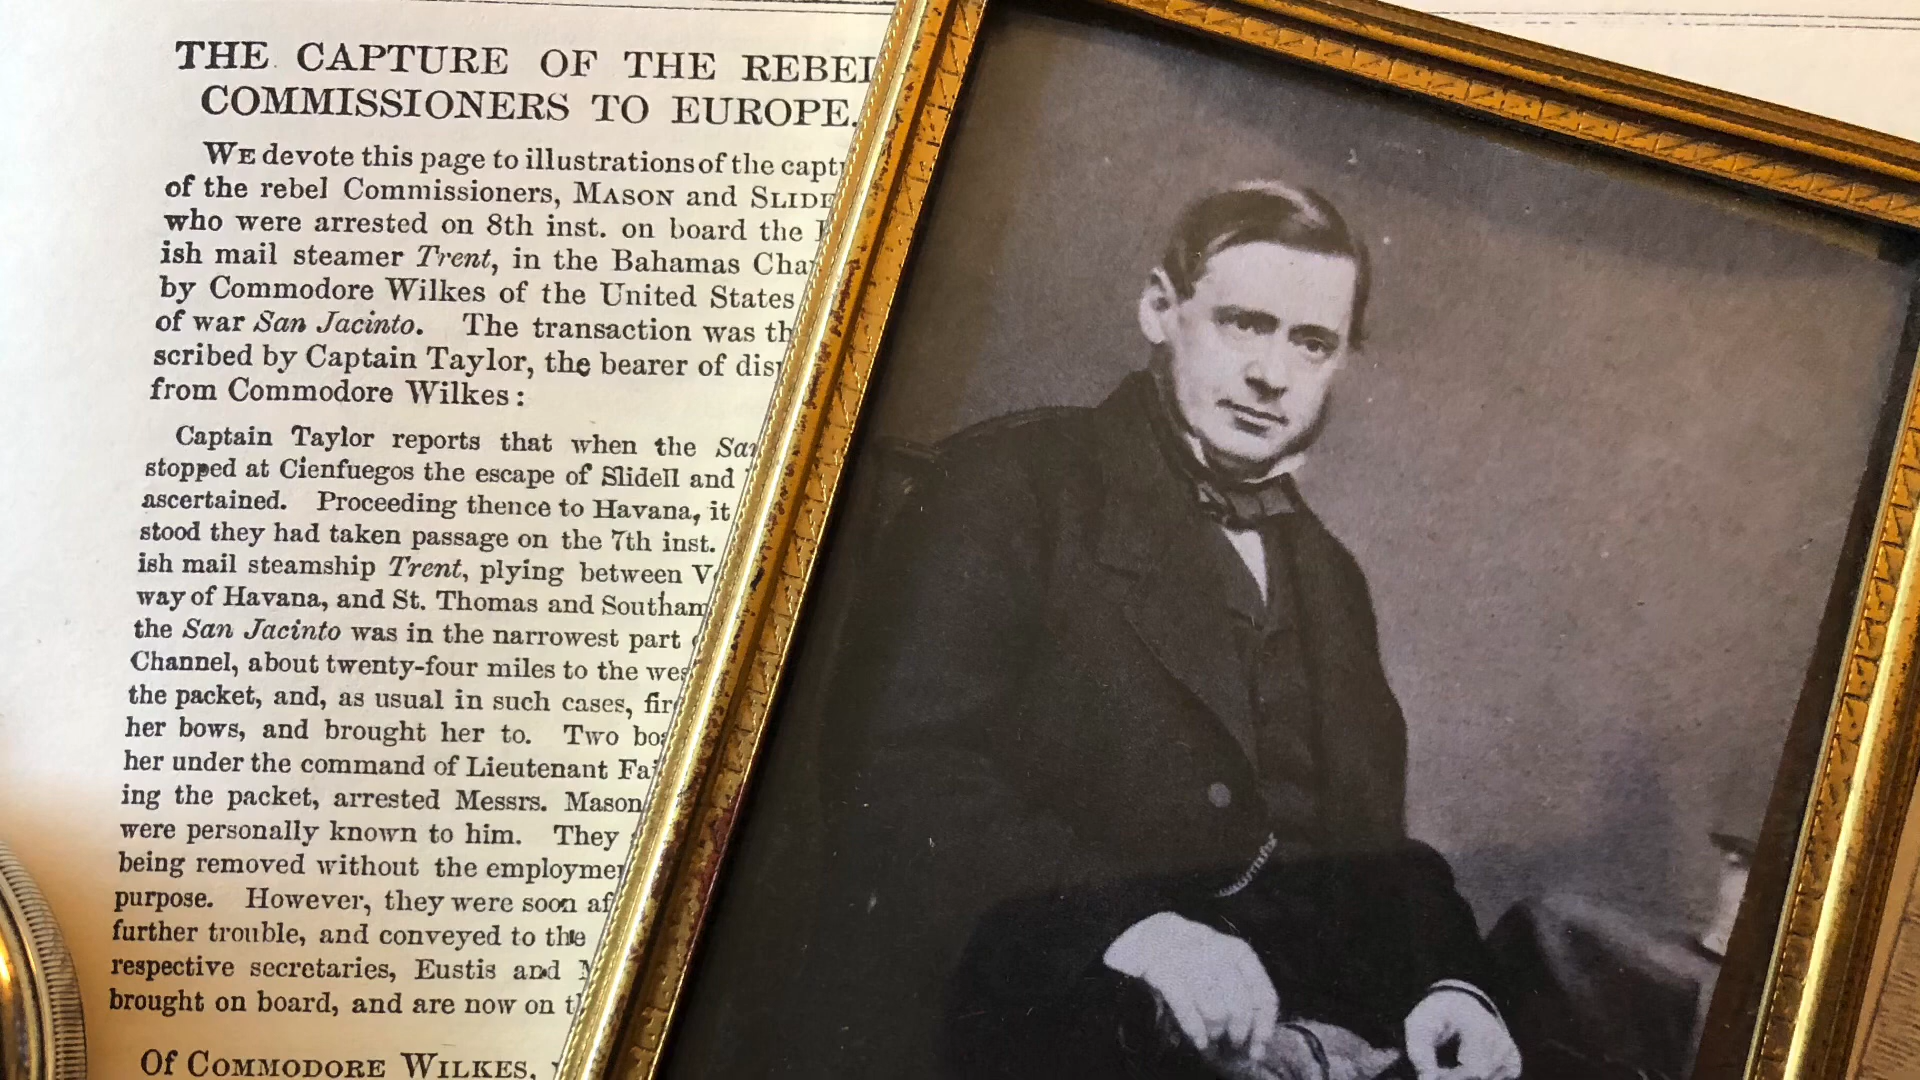 THE CAPTURE OF THE REBEL
COMMISSIONERS TO EUROPE.
WE devote this page to illustrations of the capt
of the rebel Commissioners, MASON and SLIDE
who were arrested on 8th inst. on board the
ish mail steamer Trent, in the Bahamas Cha
by Commodore Wilkes of the United States
of war San Jacinto. The transaction was th
scribed by Captain Taylor, the bearer of dis
from Commodore Wilkes:
Captain Taylor reports that when the Sa
stopped at Cienfuegos the escape of Slidell and
ascertained. Proceeding thence to Havana, it
stood they had taken passage on the 7th inst.
ish mail steamship Trent, plying between V
way of Havana, and St. Thomas and Southam
the San Jacinto was in the narrowest part
Channel, about twenty-four miles to the wes
the packet, and, as usual in such cases, fir
her bows, and brought her to. Two bo
her under the command of Lieutenant Fai
ing the packet, arrested Messrs. Mason
were personally known to him. They
being removed without the employme
purpose. However, they were soon af
further trouble, and conveyed to the
respective secretaries, Eustis and
brought on board, and are now on t
Of COMMODORE WILKES,